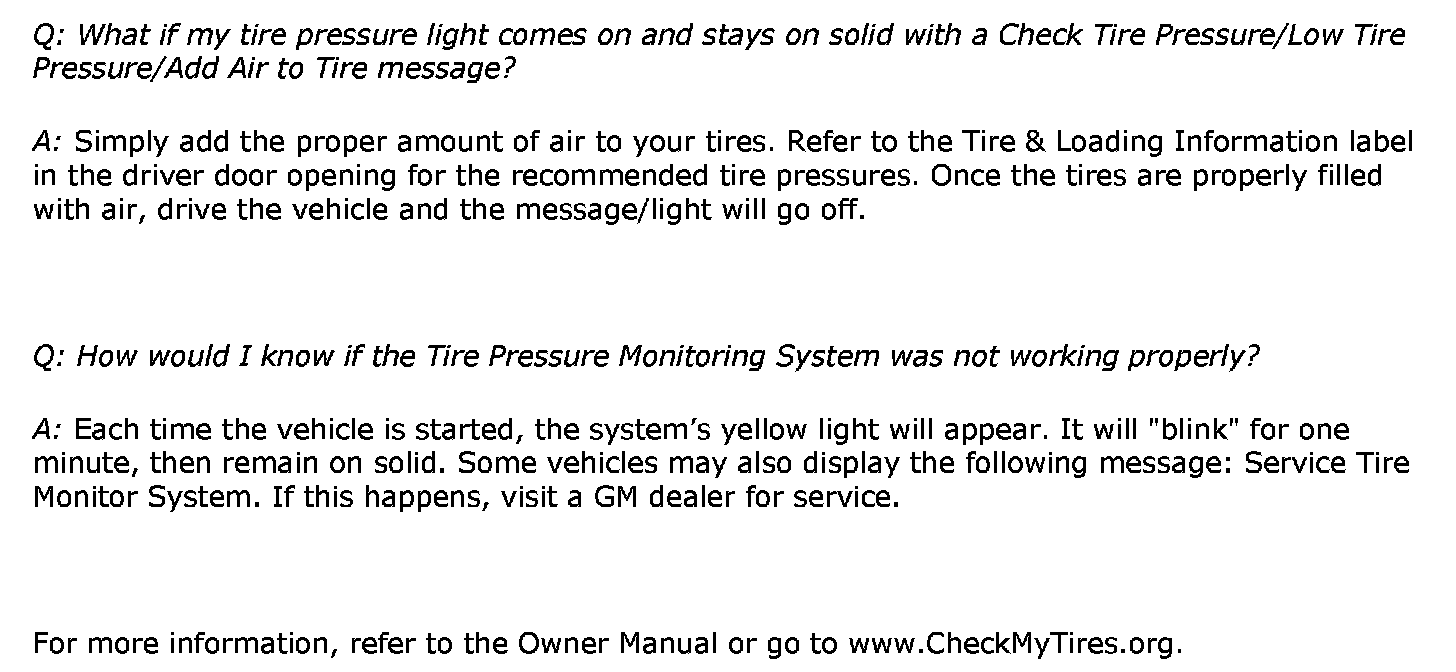 Q: What if my tire pressure light comes on and stays on solid with a Check Tire Pressure/Low Tire
Pressure/Add Air to Tire message?
A: Simply add the proper amount of air to your tires. Refer to the Tire & Loading Information label
in the driver door opening for the recommended tire pressures. Once the tires are properly filled
with air, drive the vehicle and the message/light will go off.
Q: How would I know if the Tire Pressure Monitoring System was not working properly?
A: Each time the vehicle is started, the system’s yellow light will appear. It will "blink" for one
minute, then remain on solid. Some vehicles may also display the following message: Service Tire
Monitor System. If this happens, visit a GM dealer for service.
For more information, refer to the Owner Manual or go to www.CheckMyTires.org.